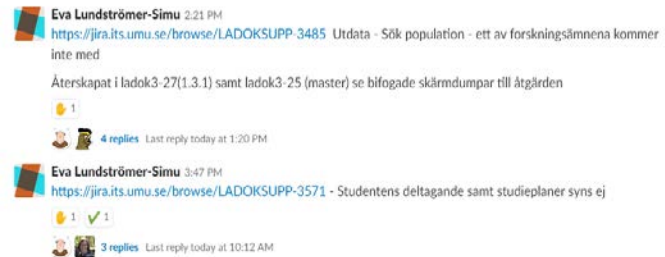 Eva Lundströmer-Simu 2:21 PM
https://jira.its.umu.se/browse/LADOKSUPP-3485 Utdata - Sök population - ett av forskningsämnena kommer
inte med
Återskapat i ladok3-27(1.3.1) samt ladok3-25 (master) se bifogade skärmdumpar till åtgärden
1
4 replies Last reply today at 1:20 PM
Eva Lundströmer-Simu 3:47 PM
https://jira.its.umu.se/browse/LADOKSUPP-3571 - Studentens deltagande samt studieplaner syns ej
1 1
3 replies Last reply today at 10:12 AM